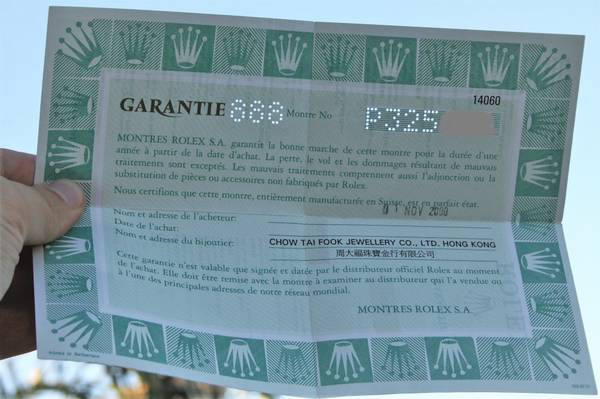 14060
GARANTIE 888 Montre No P325
MONTRES ROLEX S.A. garantit la bonne marche de cette montre pour la durée d'une
année à partir de la date d'achat. La perte, le vol et les dommages résultant de mauvais
traitements sont exceptés. Les mauvais traitements comprennent aussi l'adjonction ou la
substitution de pièces ou accessoires non fabriqués par Rolex.
Nous certifions que cette montre, entièrement manufacturée en Suisse, est en parfait état.
Nom et adresse de l'acheteur:
Date de l'achat: 01 NOV 2000
Nom et adresse du bijoutier: CHOW TAI FOOK JEWELLERY CO., LTD. HONG KONG
周大福珠寶金行有限公司
Cette garantie n'est valable que signée et datée par le distributeur officiel Rolex au moment
de l'achat. Elle doit être remise avec la montre à examiner au distributeur qui l'a vendue ou
à l'une des principales adresses de notre réseau mondial.
MONTRES ROLEX S.A.
Printed in Switzerland